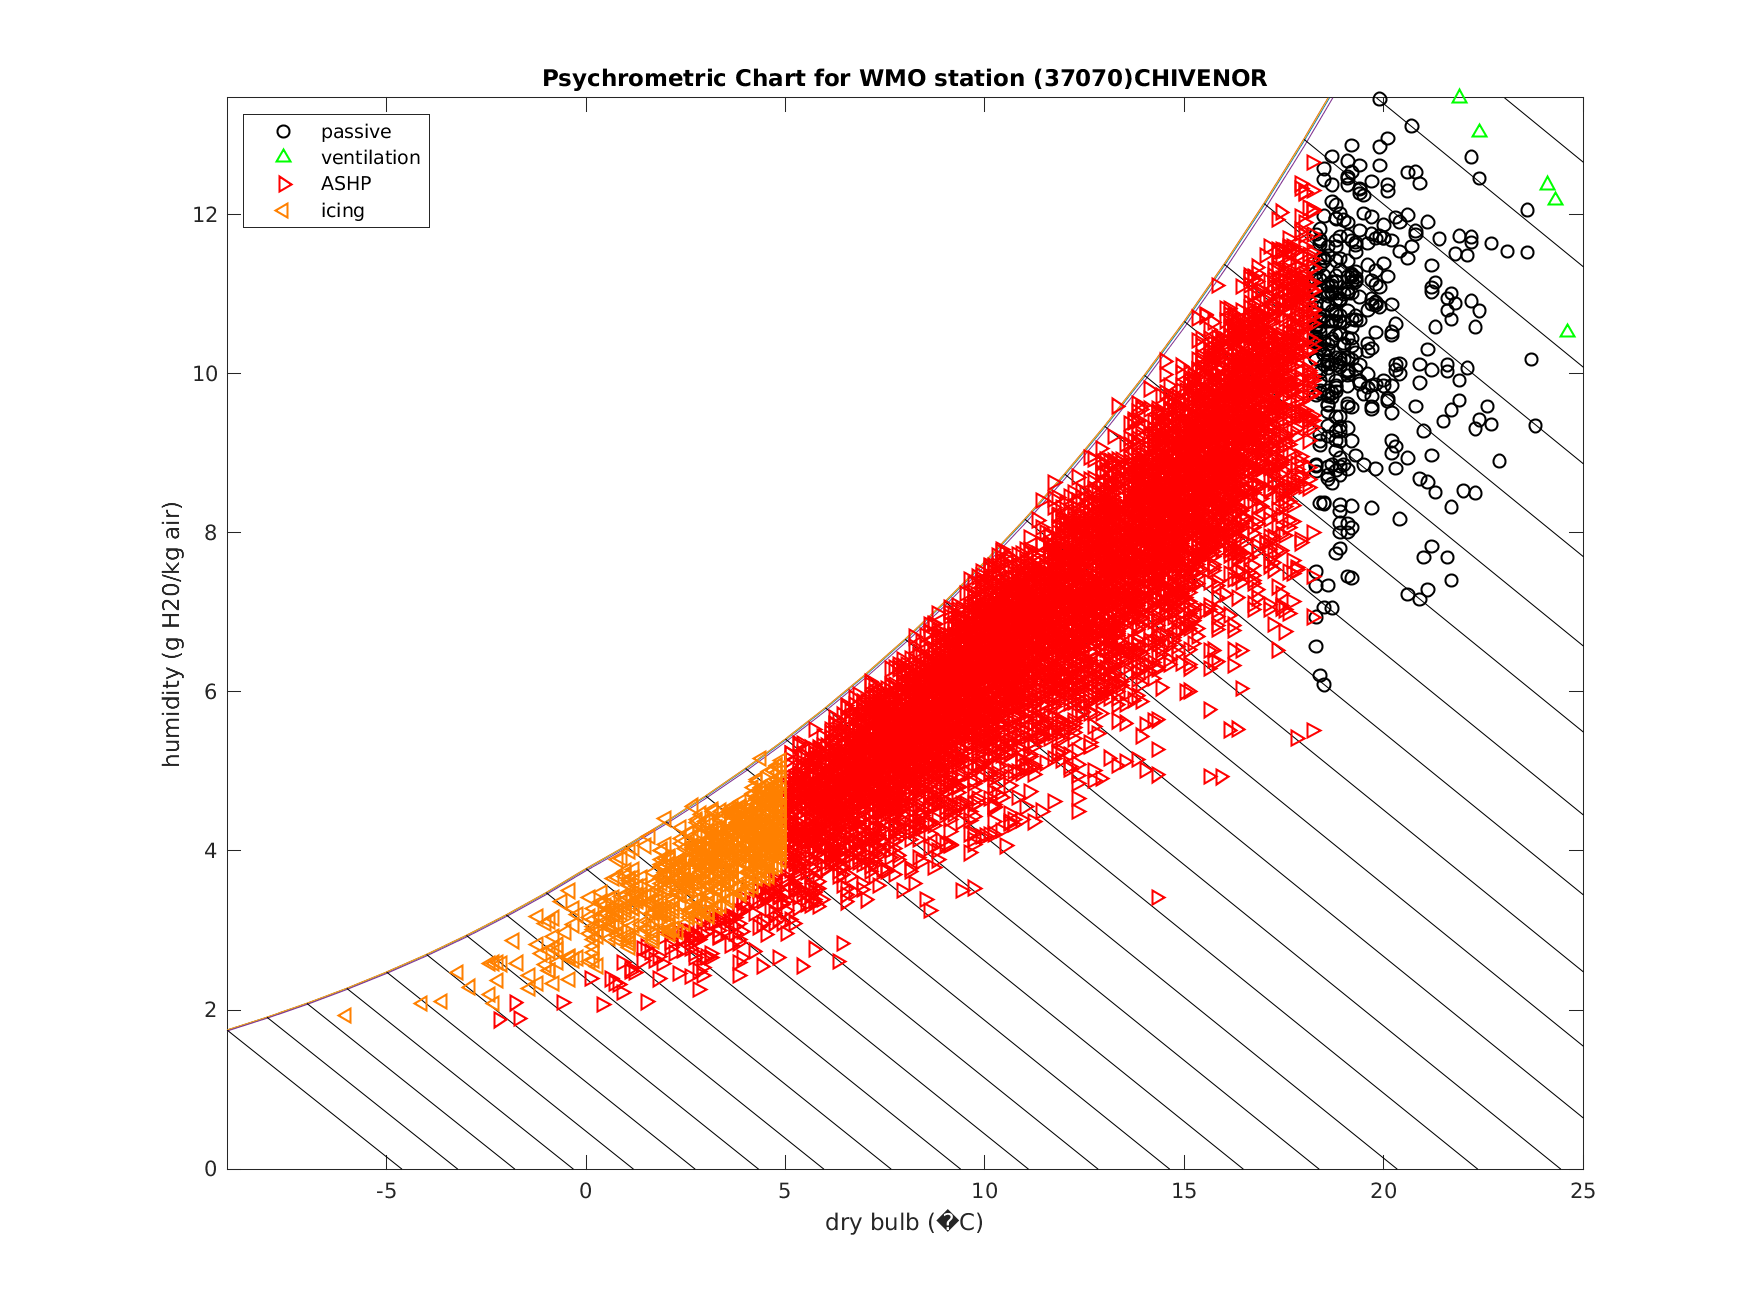 Psychrometric Chart for WMO station (37070)CHIVENOR
passive
ventilation
ASHP
icing
humidity (g H20/kg air)
12
10
8
6
4
2
0
-5
0
5
10
15
20
25
dry bulb (�C)